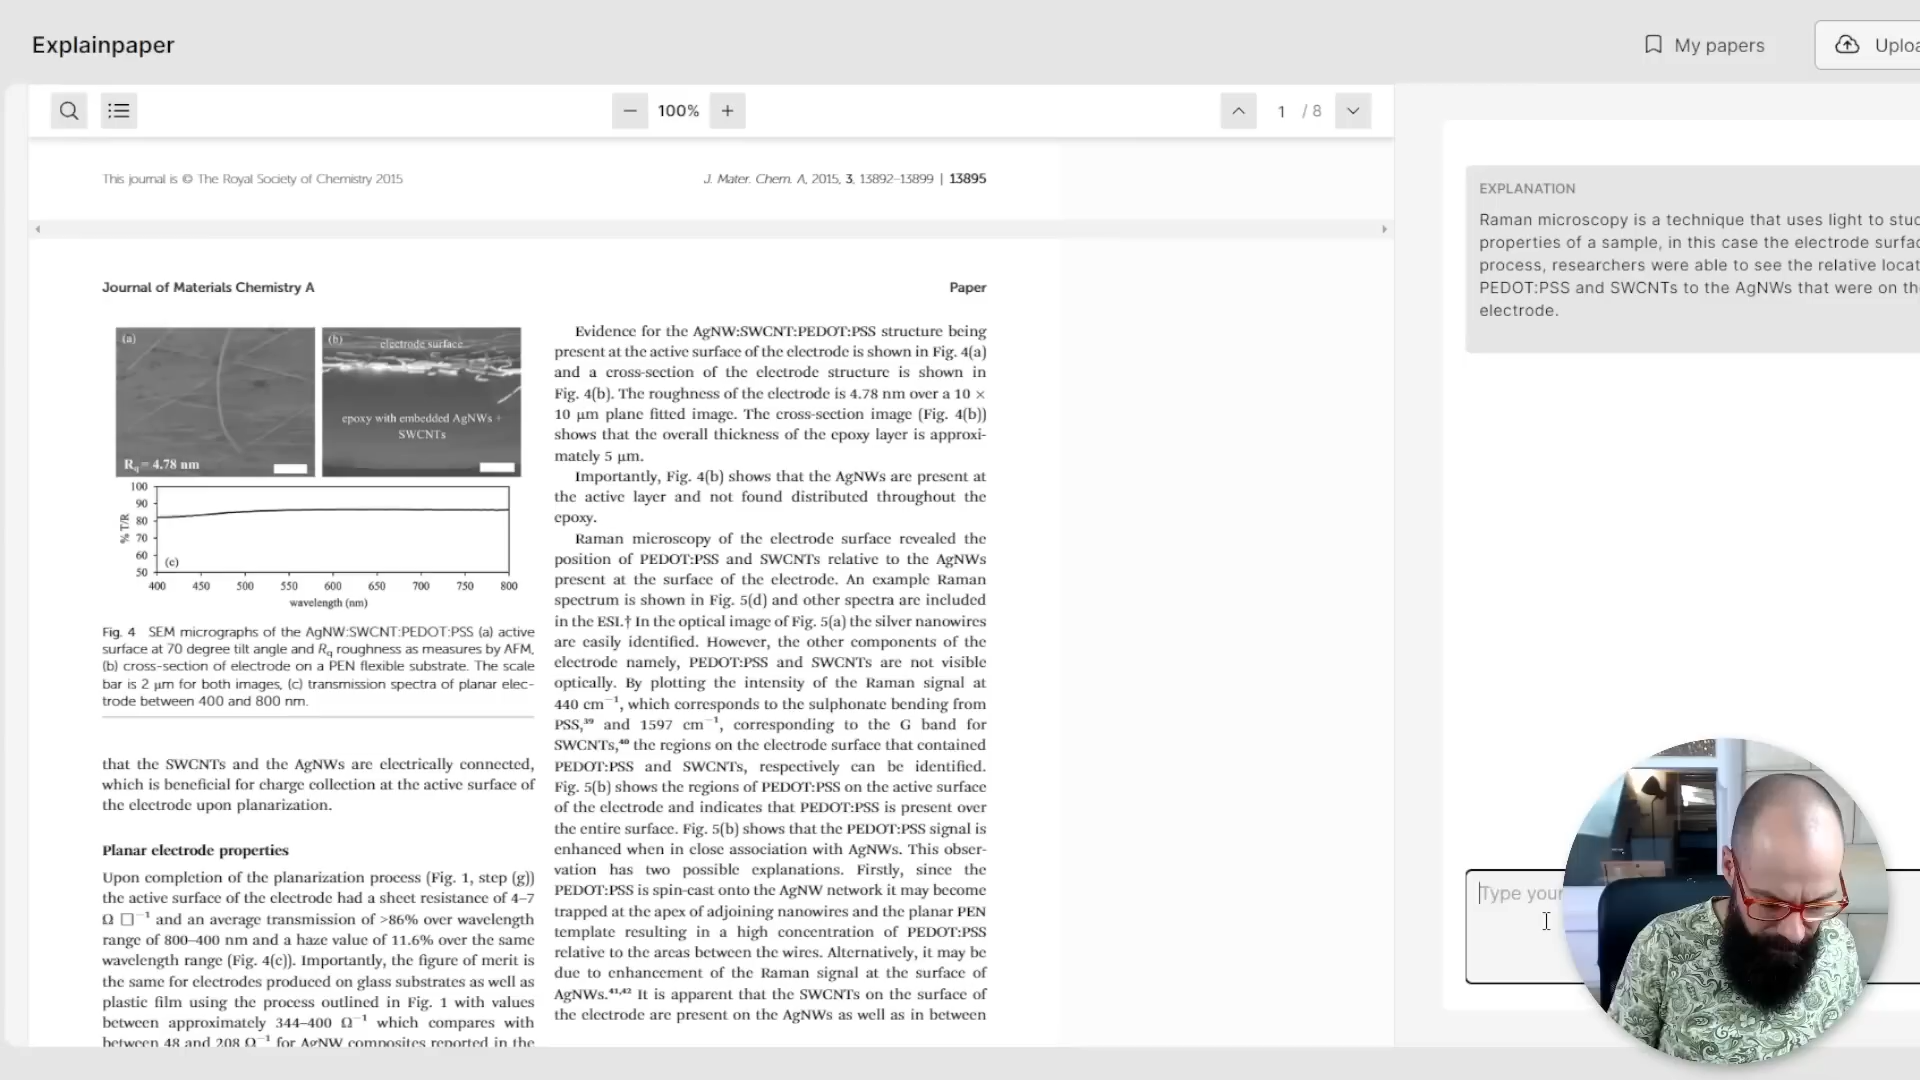 Explainpaper
My papers
Uploa
100%
1 / 8
This journal is © The Royal Society of Chemistry 2015
J. Mater. Chem. A, 2015, 3, 13892–13899 | 13895
Journal of Materials Chemistry A
Paper
(a)
Rq = 4.78 nm
(b)
electrode surface
epoxy with embedded AgNWs +
SWCNTs
100
90
80
70
60
50
% T/R
(c)
400 450 500 550 600 650 700 750 800
wavelength (nm)
Fig. 4 SEM micrographs of the AgNW:SWCNT:PEDOT:PSS (a) active
surface at 70 degree tilt angle and Rq roughness as measures by AFM,
(b) cross-section of electrode on a PEN flexible substrate. The scale
bar is 2 μm for both images, (c) transmission spectra of planar elec-
trode between 400 and 800 nm.
that the SWCNTs and the AgNWs are electrically connected,
which is beneficial for charge collection at the active surface of
the electrode upon planarization.
Planar electrode properties
Upon completion of the planarization process (Fig. 1, step (g))
the active surface of the electrode had a sheet resistance of 4–7
Ω □⁻¹ and an average transmission of >86% over wavelength
range of 800–400 nm and a haze value of 11.6% over the same
wavelength range (Fig. 4(c)). Importantly, the figure of merit is
the same for electrodes produced on glass substrates as well as
plastic film using the process outlined in Fig. 1 with values
between approximately 344–400 Ω⁻¹ which compares with
between 48 and 208 Ω⁻¹ for AgNW composites reported in the
Evidence for the AgNW:SWCNT:PEDOT:PSS structure being
present at the active surface of the electrode is shown in Fig. 4(a)
and a cross-section of the electrode structure is shown in
Fig. 4(b). The roughness of the electrode is 4.78 nm over a 10 ×
10 μm plane fitted image. The cross-section image (Fig. 4(b))
shows that the overall thickness of the epoxy layer is approxi-
mately 5 μm.
Importantly, Fig. 4(b) shows that the AgNWs are present at
the active layer and not found distributed throughout the
epoxy.
Raman microscopy of the electrode surface revealed the
position of PEDOT:PSS and SWCNTs relative to the AgNWs
present at the surface of the electrode. An example Raman
spectrum is shown in Fig. 5(d) and other spectra are included
in the ESI.† In the optical image of Fig. 5(a) the silver nanowires
are easily identified. However, the other components of the
electrode namely, PEDOT:PSS and SWCNTs are not visible
optically. By plotting the intensity of the Raman signal at
440 cm⁻¹, which corresponds to the sulphonate bending from
PSS,³⁹ and 1597 cm⁻¹, corresponding to the G band for
SWCNTs,⁴⁰ the regions on the electrode surface that contained
PEDOT:PSS and SWCNTs, respectively can be identified.
Fig. 5(b) shows the regions of PEDOT:PSS on the active surface
of the electrode and indicates that PEDOT:PSS is present over
the entire surface. Fig. 5(b) shows that the PEDOT:PSS signal is
enhanced when in close association with AgNWs. This obser-
vation has two possible explanations. Firstly, since the
PEDOT:PSS is spin-cast onto the AgNW network it may become
trapped at the apex of adjoining nanowires and the planar PEN
template resulting in a high concentration of PEDOT:PSS
relative to the areas between the wires. Alternatively, it may be
due to enhancement of the Raman signal at the surface of
AgNWs.⁴¹,⁴² It is apparent that the SWCNTs on the surface of
the electrode are present on the AgNWs as well as in between
EXPLANATION
Raman microscopy is a technique that uses light to stud
properties of a sample, in this case the electrode surfac
process, researchers were able to see the relative locat
PEDOT:PSS and SWCNTs to the AgNWs that were on th
electrode.
Type your